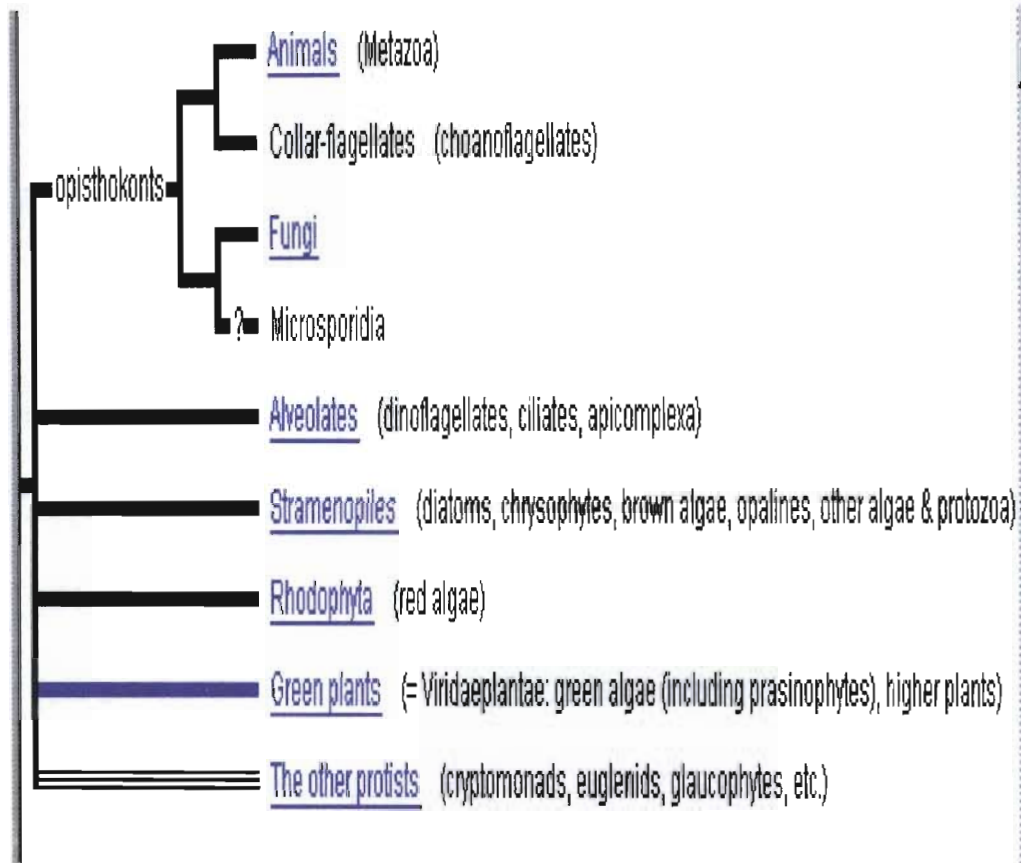 Animals (Metazoa)
Collar-flagellates (choanoflagellates)
opisthokonts
Fungi
? Microsporidia
Alveolates (dinoflagellates, ciliates, apicomplexa)
Stramenopiles (diatoms, chrysophytes, brown algae, opalines, other algae & protozoa)
Rhodophyta (red algae)
Green plants (= Viridaeplantae: green algae (including prasinophytes), higher plants)
The other protists (cryptomonads, euglenids, glaucophytes, etc.)